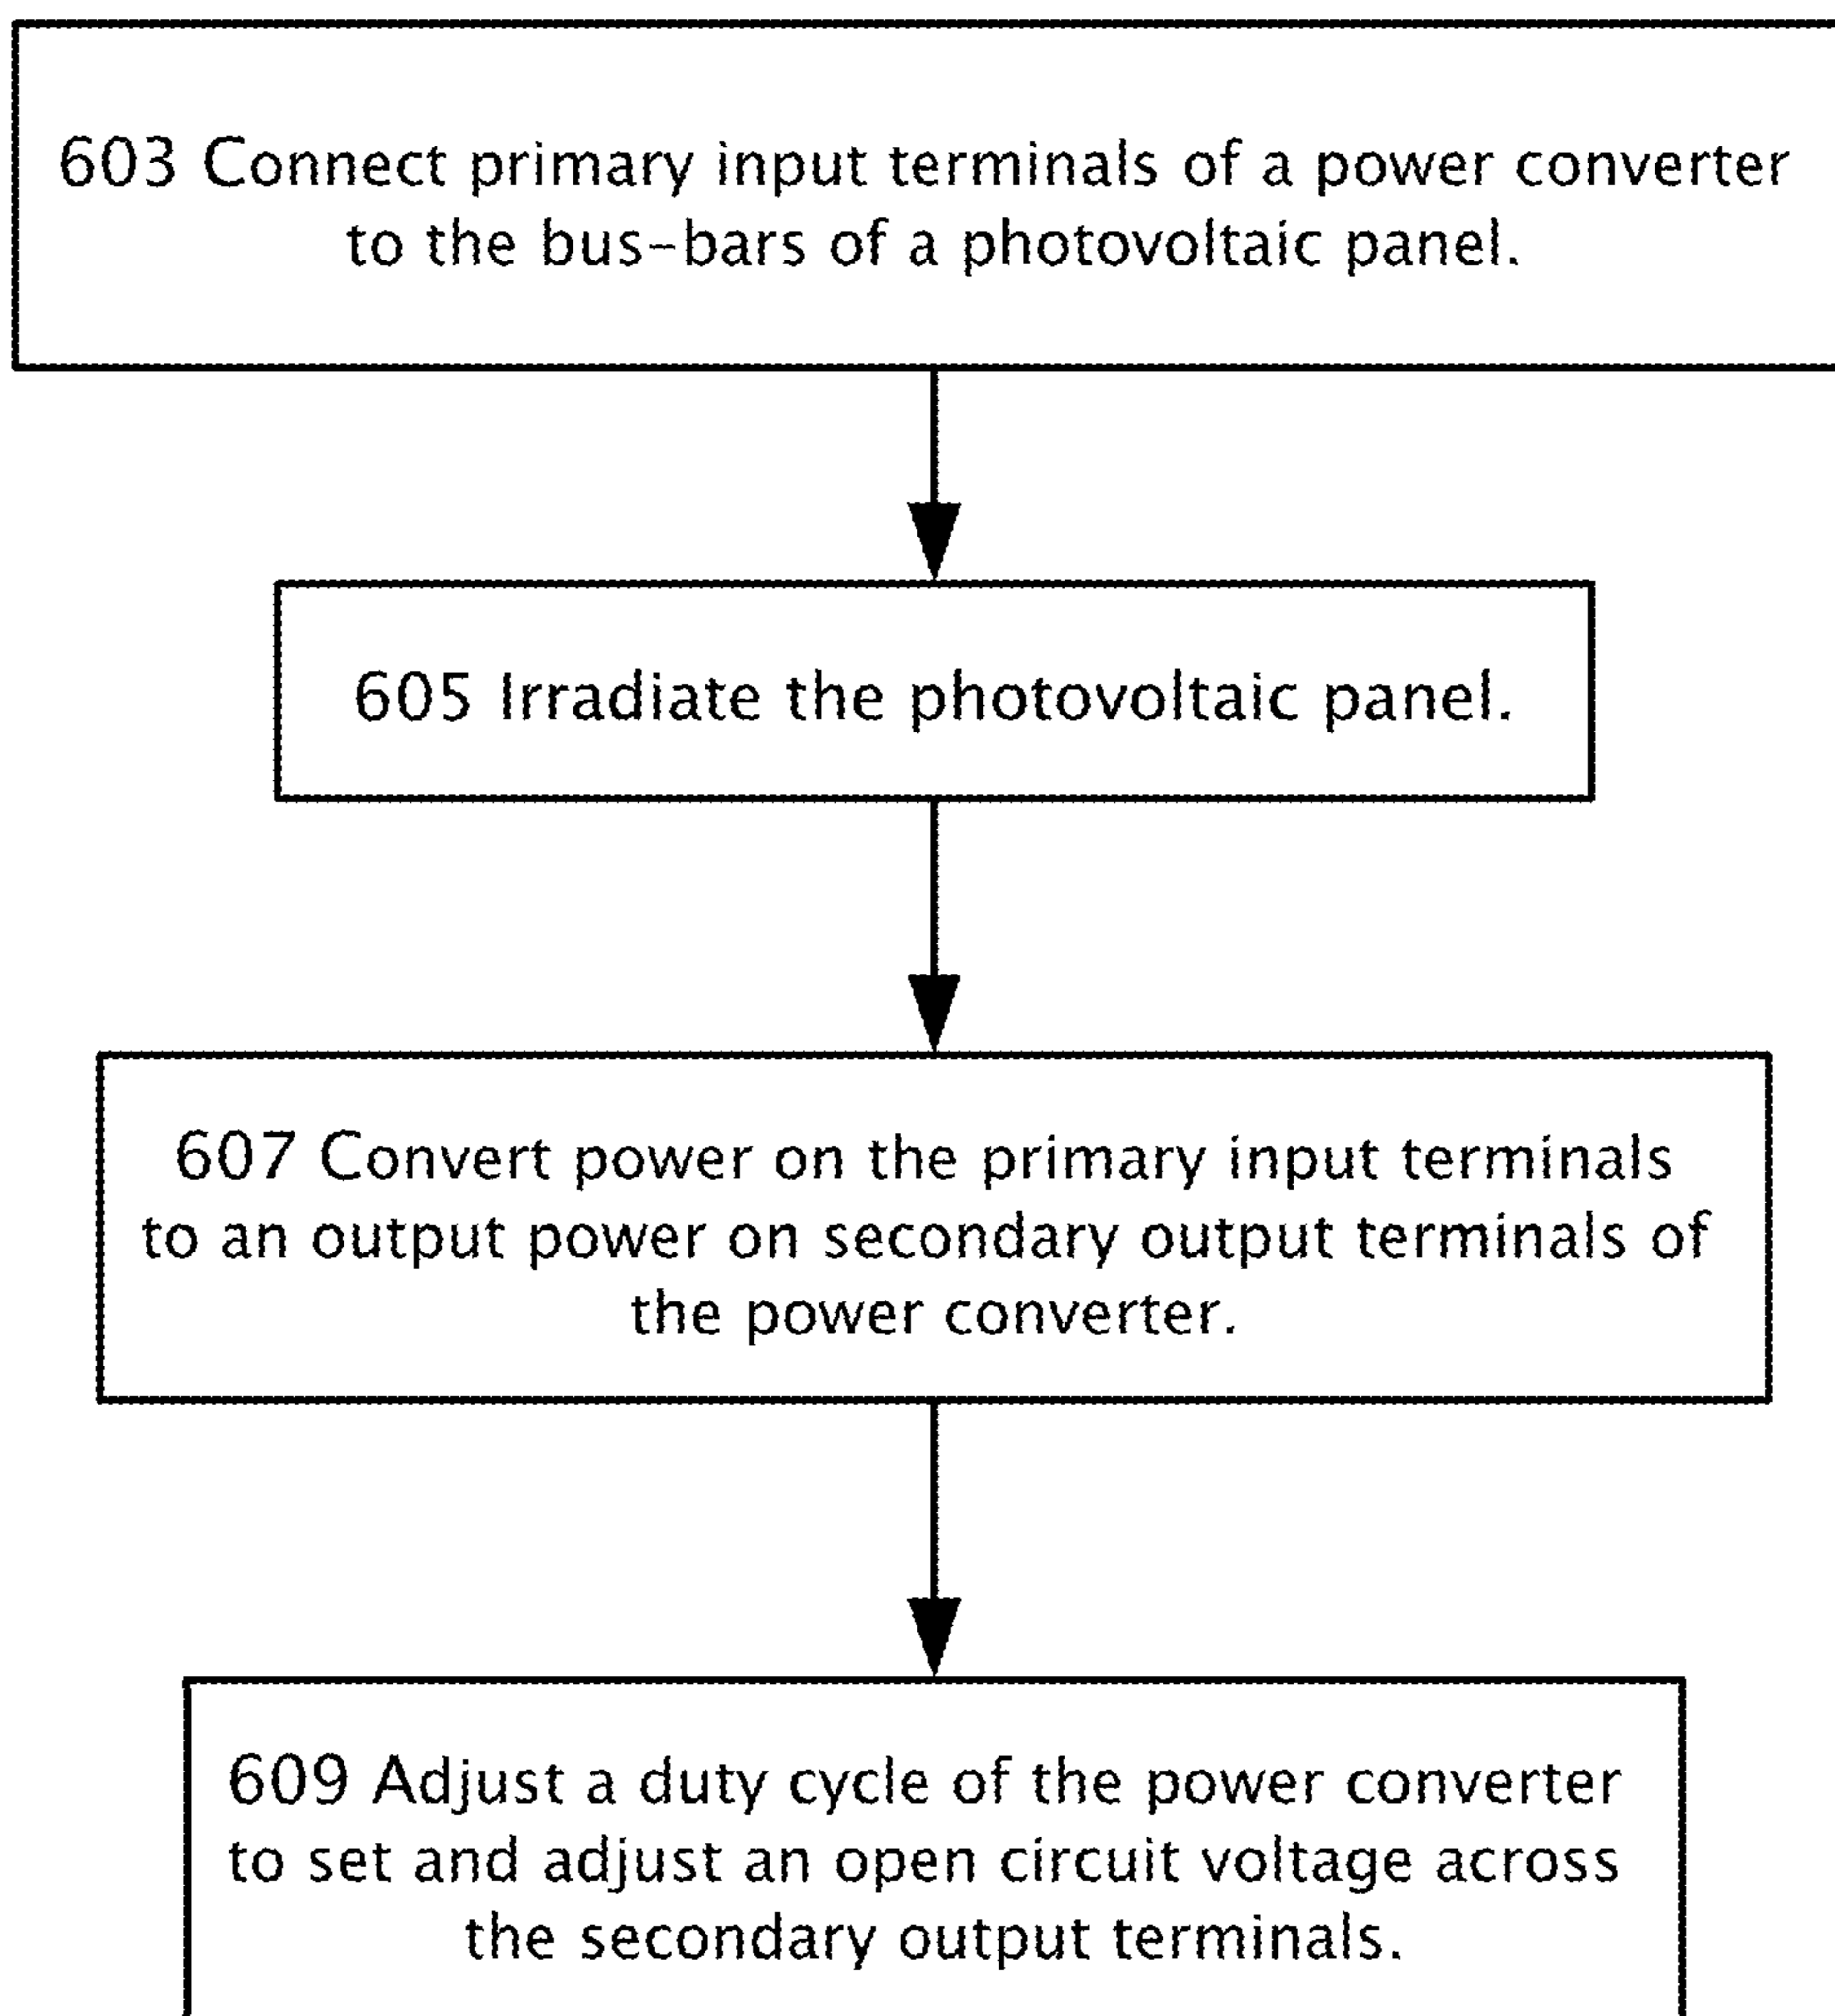 603 Connect primary input terminals of a power converter
to the bus-bars of a photovoltaic panel.
605 Irradiate the photovoltaic panel.
607 Convert power on the primary input terminals
to an output power on secondary output terminals of
the power converter.
609 Adjust a duty cycle of the power converter
to set and adjust an open circuit voltage across
the secondary output terminals.